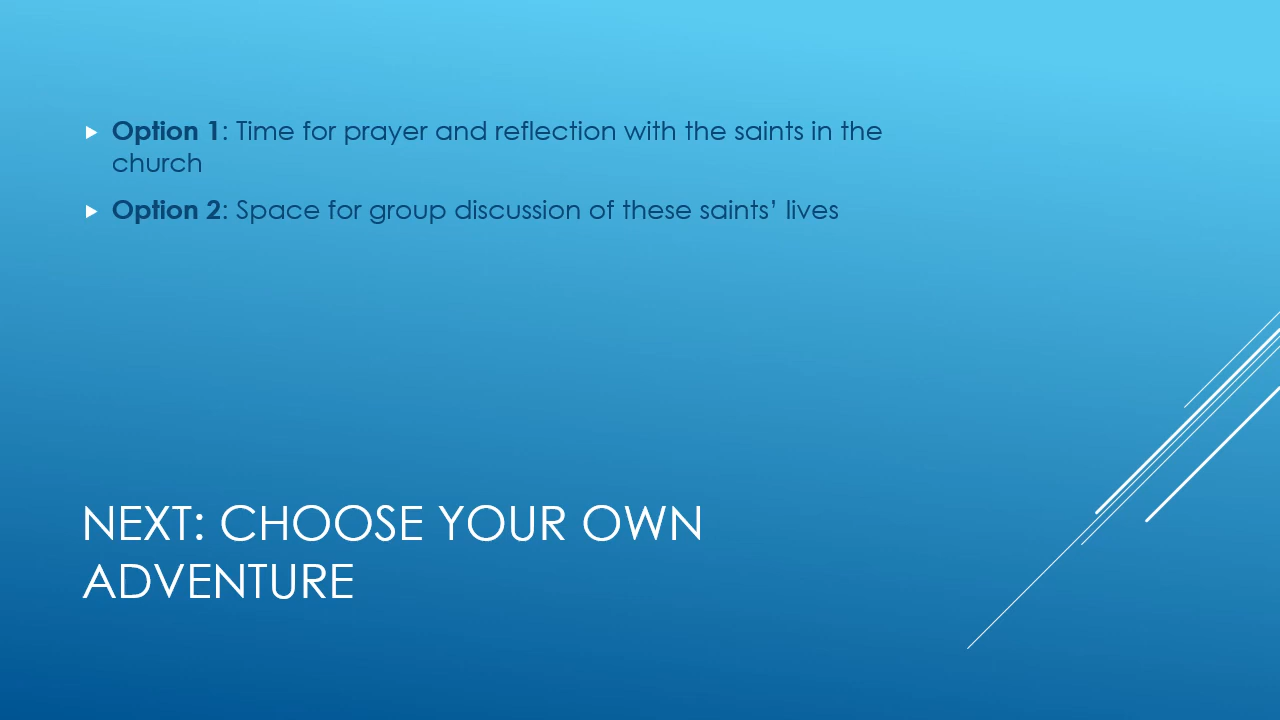 Option 1: Time for prayer and reflection with the saints in the
church
Option 2: Space for group discussion of these saints’ lives
NEXT: CHOOSE YOUR OWN
ADVENTURE